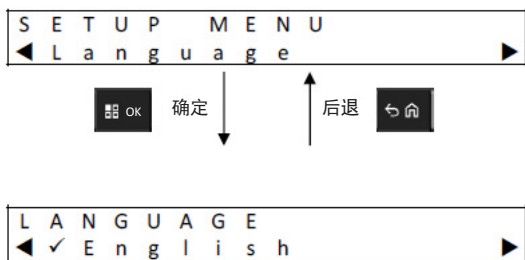 SETUP MENU
◀ Language ▶
OK 确定 后退
LANGUAGE
◀ ✓ English ▶